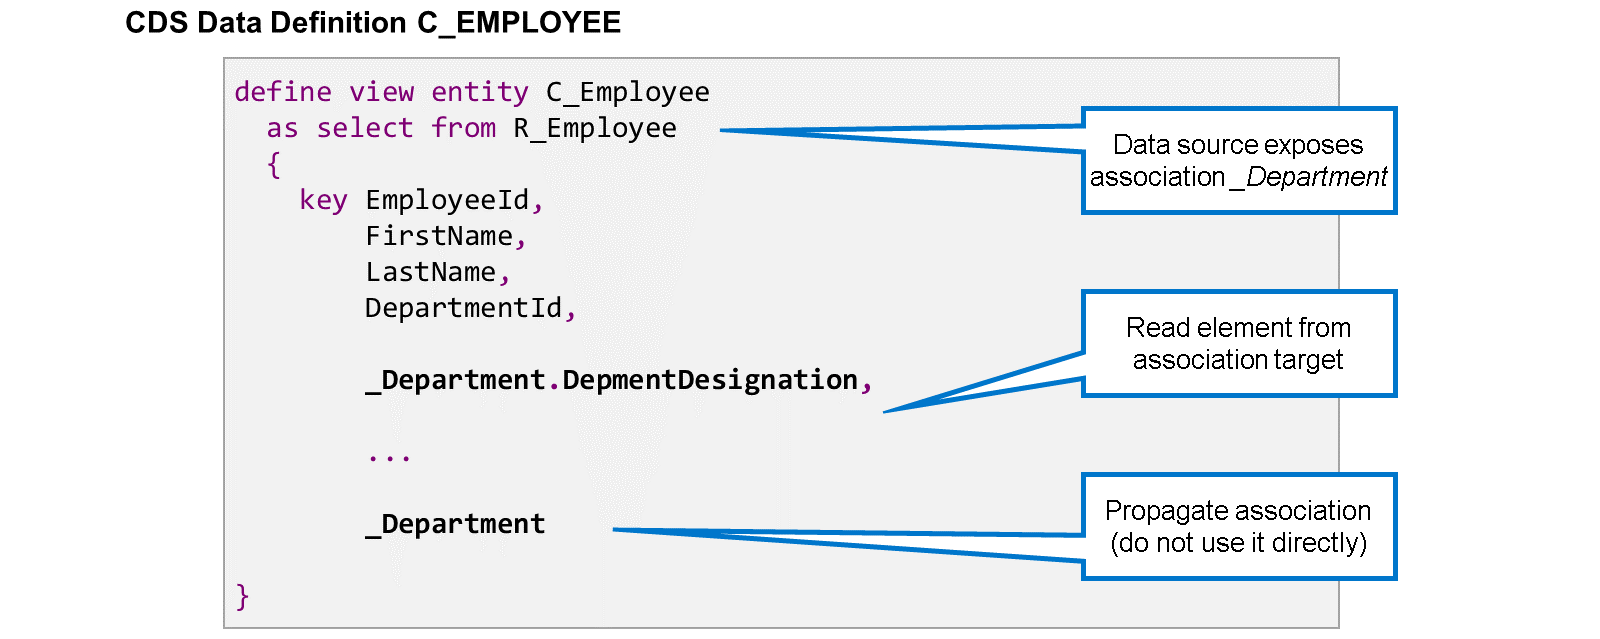 CDS Data Definition C_EMPLOYEE
define view entity C_Employee
as select from R_Employee
{
key EmployeeId,
FirstName,
LastName,
DepartmentId,
_Department.DepmentDesignation,
...
_Department
}
Data source exposes
association _Department
Read element from
association target
Propagate association
(do not use it directly)